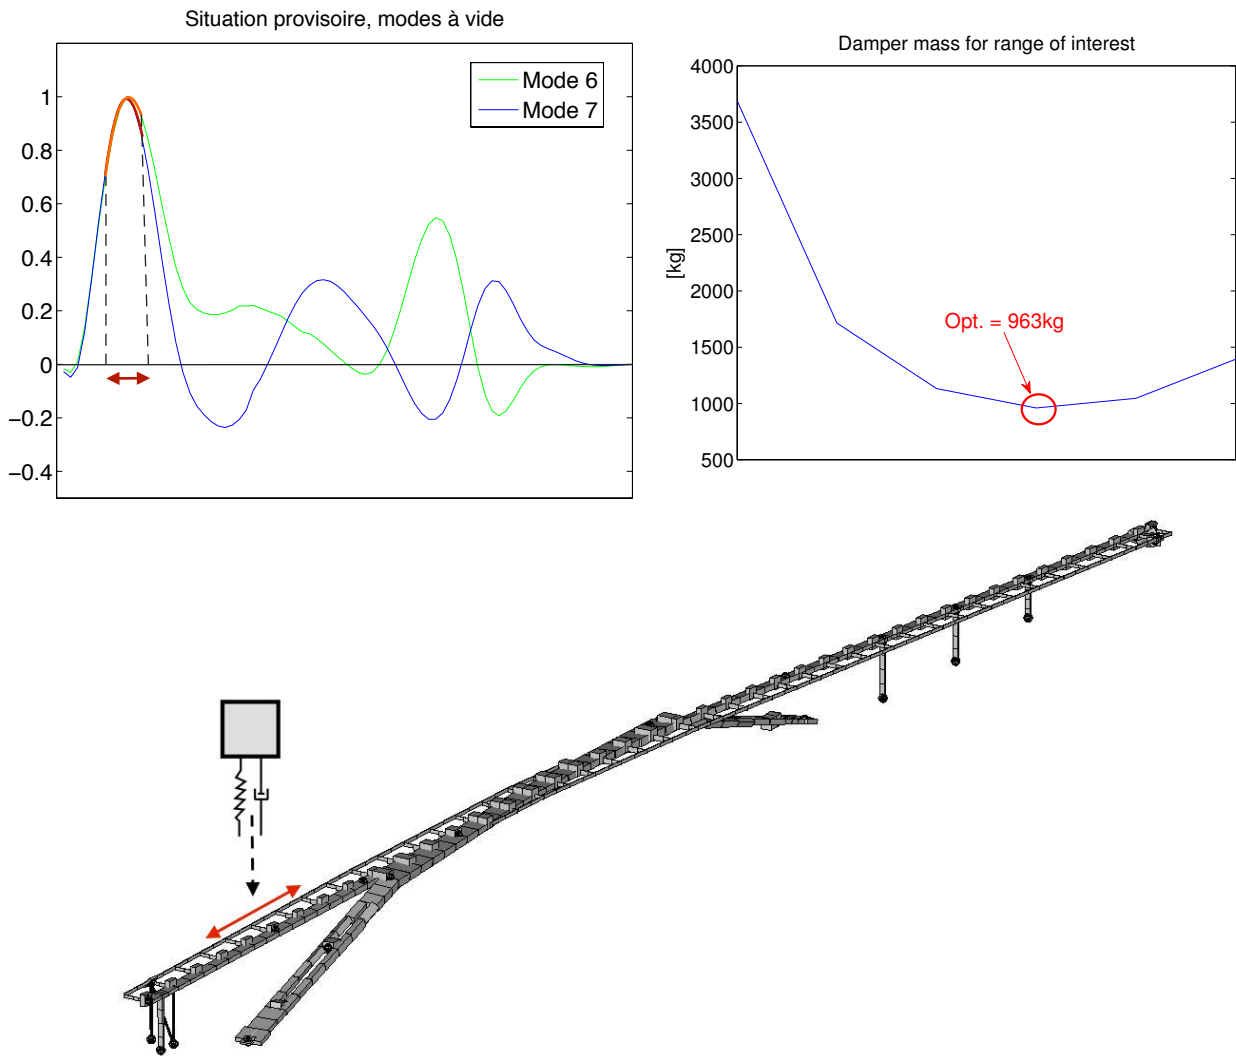 Situation provisoire, modes à vide
Mode 6
Mode 7
1
0.8
0.6
0.4
0.2
0
−0.2
−0.4
Damper mass for range of interest
4000
3500
3000
2500
2000
1500
1000
500
[kg]
Opt. = 963kg